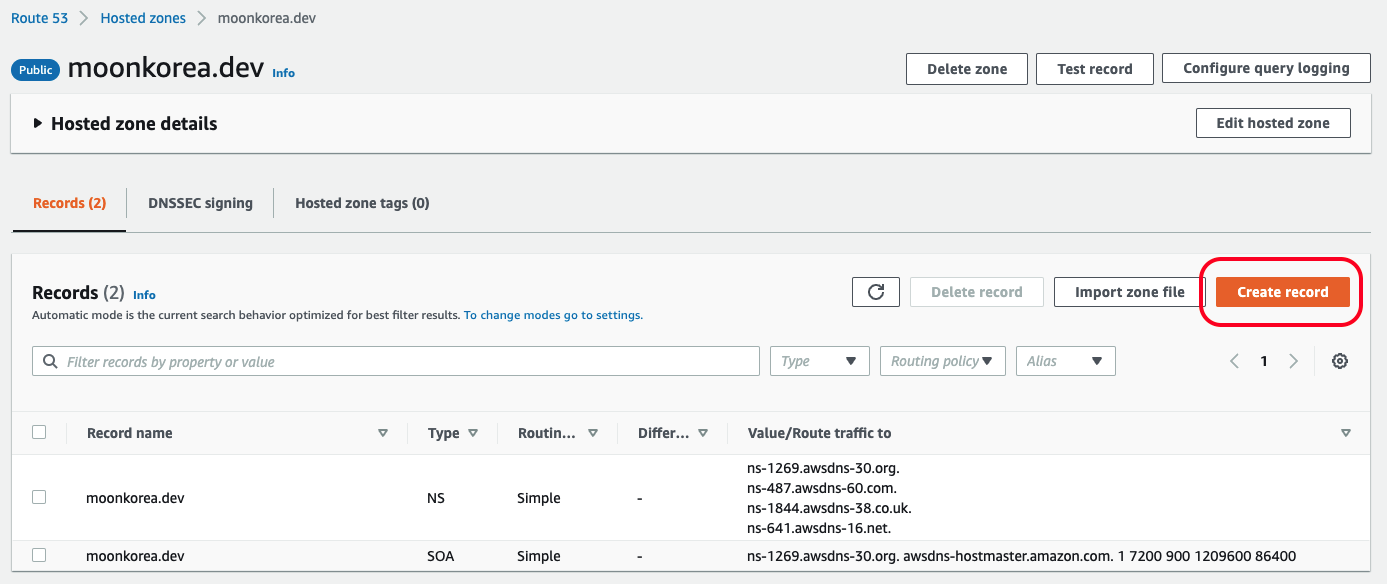 Route 53 > Hosted zones > moonkorea.dev
Public moonkorea.dev Info
Delete zone Test record Configure query logging
Hosted zone details Edit hosted zone
Records (2) DNSSEC signing Hosted zone tags (0)
Records (2) Info Delete record Import zone file Create record
Automatic mode is the current search behavior optimized for best filter results. To change modes go to settings.
Filter records by property or value Type Routing policy Alias 1
Record name Type Routin... Differ... Value/Route traffic to
ns-1269.awsdns-30.org.
ns-487.awsdns-60.com.
moonkorea.dev NS Simple -
ns-1844.awsdns-38.co.uk.
ns-641.awsdns-16.net.
moonkorea.dev SOA Simple - ns-1269.awsdns-30.org. awsdns-hostmaster.amazon.com. 1 7200 900 1209600 86400